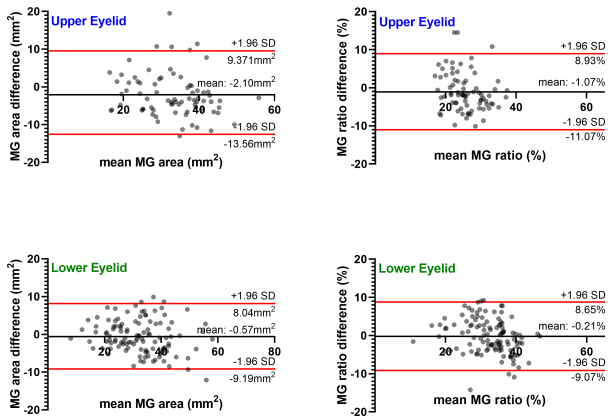 Upper Eyelid
MG area difference (mm²)
20
10
0
-10
-20
+1.96 SD
9.371mm²
mean: -2.10mm²
20
40
60
-1.96 SD
-13.56mm²
mean MG area (mm²)
Upper Eyelid
MG ratio difference (%)
20
10
0
-10
-20
+1.96 SD
8.93%
mean: -1.07%
20
40
60
-1.96 SD
-11.07%
mean MG ratio (%)
Lower Eyelid
MG area difference (mm²)
20
10
0
-10
-20
+1.96 SD
8.04mm²
mean: -0.57mm²
20
40
60
80
-1.96 SD
-9.19mm²
mean MG area (mm²)
Lower Eyelid
MG ratio difference (%)
20
10
0
-10
-20
+1.96 SD
8.65%
mean: -0.21%
20
40
60
-1.96 SD
-9.07%
mean MG ratio (%)